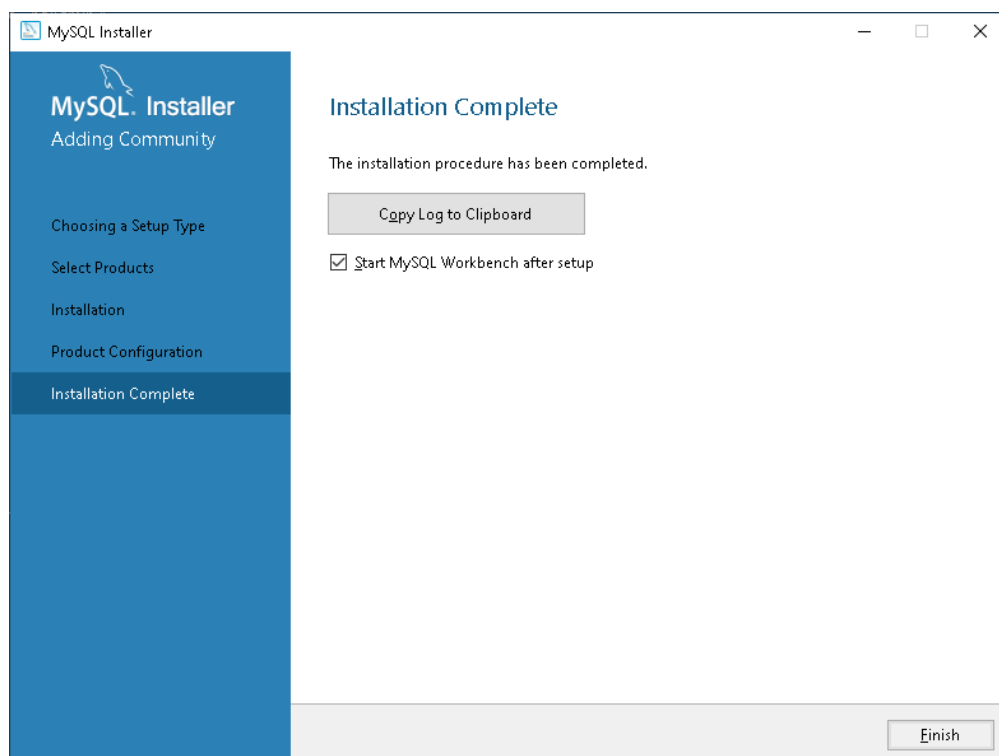 MySQL Installer
MySQL. Installer
Adding Community
Choosing a Setup Type
Select Products
Installation
Product Configuration
Installation Complete
Installation Complete
The installation procedure has been completed.
Copy Log to Clipboard
Start MySQL Workbench after setup
Finish